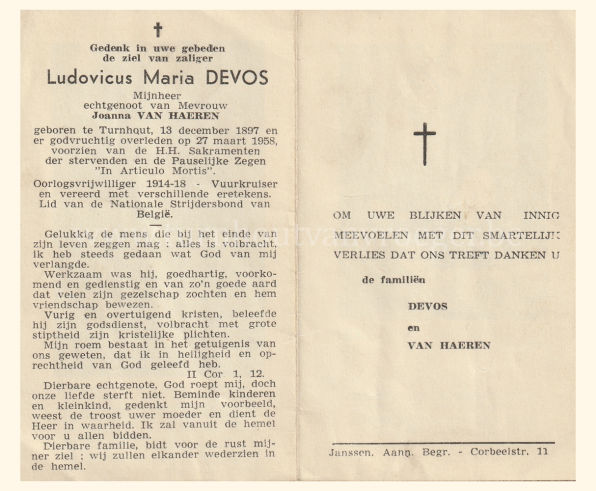 Gedenk in uwe gebeden
de ziel van zaliger
Ludovicus Maria DEVOS
Mijnheer
echtgenoot van Mevrouw
Joanna VAN HAEREN
geboren te Turnhout, 13 december 1897 en
er godvruchtig overleden op 27 maart 1958,
voorzien van de H.H. Sakramenten
der stervenden en de Pauselijke Zegen
"In Articulo Mortis".
Oorlogsvrijwilliger 1914-18 - Vuurkruiser
en vereerd met verschillende eretekens.
Lid van de Nationale Strijdersbond van
België.
Gelukkig de mens die bij het einde van
zijn leven zeggen mag : alles is volbracht,
ik heb steeds gedaan wat God van mij
verlangde.
Werkzaam was hij, goedhartig, voorko-
mend en gedienstig en van zo'n goede aard
dat velen zijn gezelschap zochten en hem
vriendschap bewezen.
Vurig en overtuigend kristen, beleefde
hij zijn godsdienst, volbracht met grote
stiptheid zijn kristelijke plichten.
Mijn roem bestaat in het getuigenis van
ons geweten, dat ik in heiligheid en op-
rechtheid van God geleefd heb.
II Cor 1, 12.
Dierbare echtgenote, God roept mij, doch
onze liefde sterft niet. Beminde kinderen
en kleinkind, gedenkt mijn voorbeeld,
weest de troost uwer moeder en dient de
Heer in waarheid. Ik zal vanuit de hemel
voor u allen bidden.
Dierbare familie, bidt voor de rust mij-
ner ziel ; wij zullen elkander wederzien in
de hemel.
OM UWE BLIJKEN VAN INNIG
MEEVOELEN MET DIT SMARTELIJK
VERLIES DAT ONS TREFT DANKEN U
de familiën
DEVOS
en
VAN HAEREN
Janssen, Aann. Begr. - Corbeelstr. 11